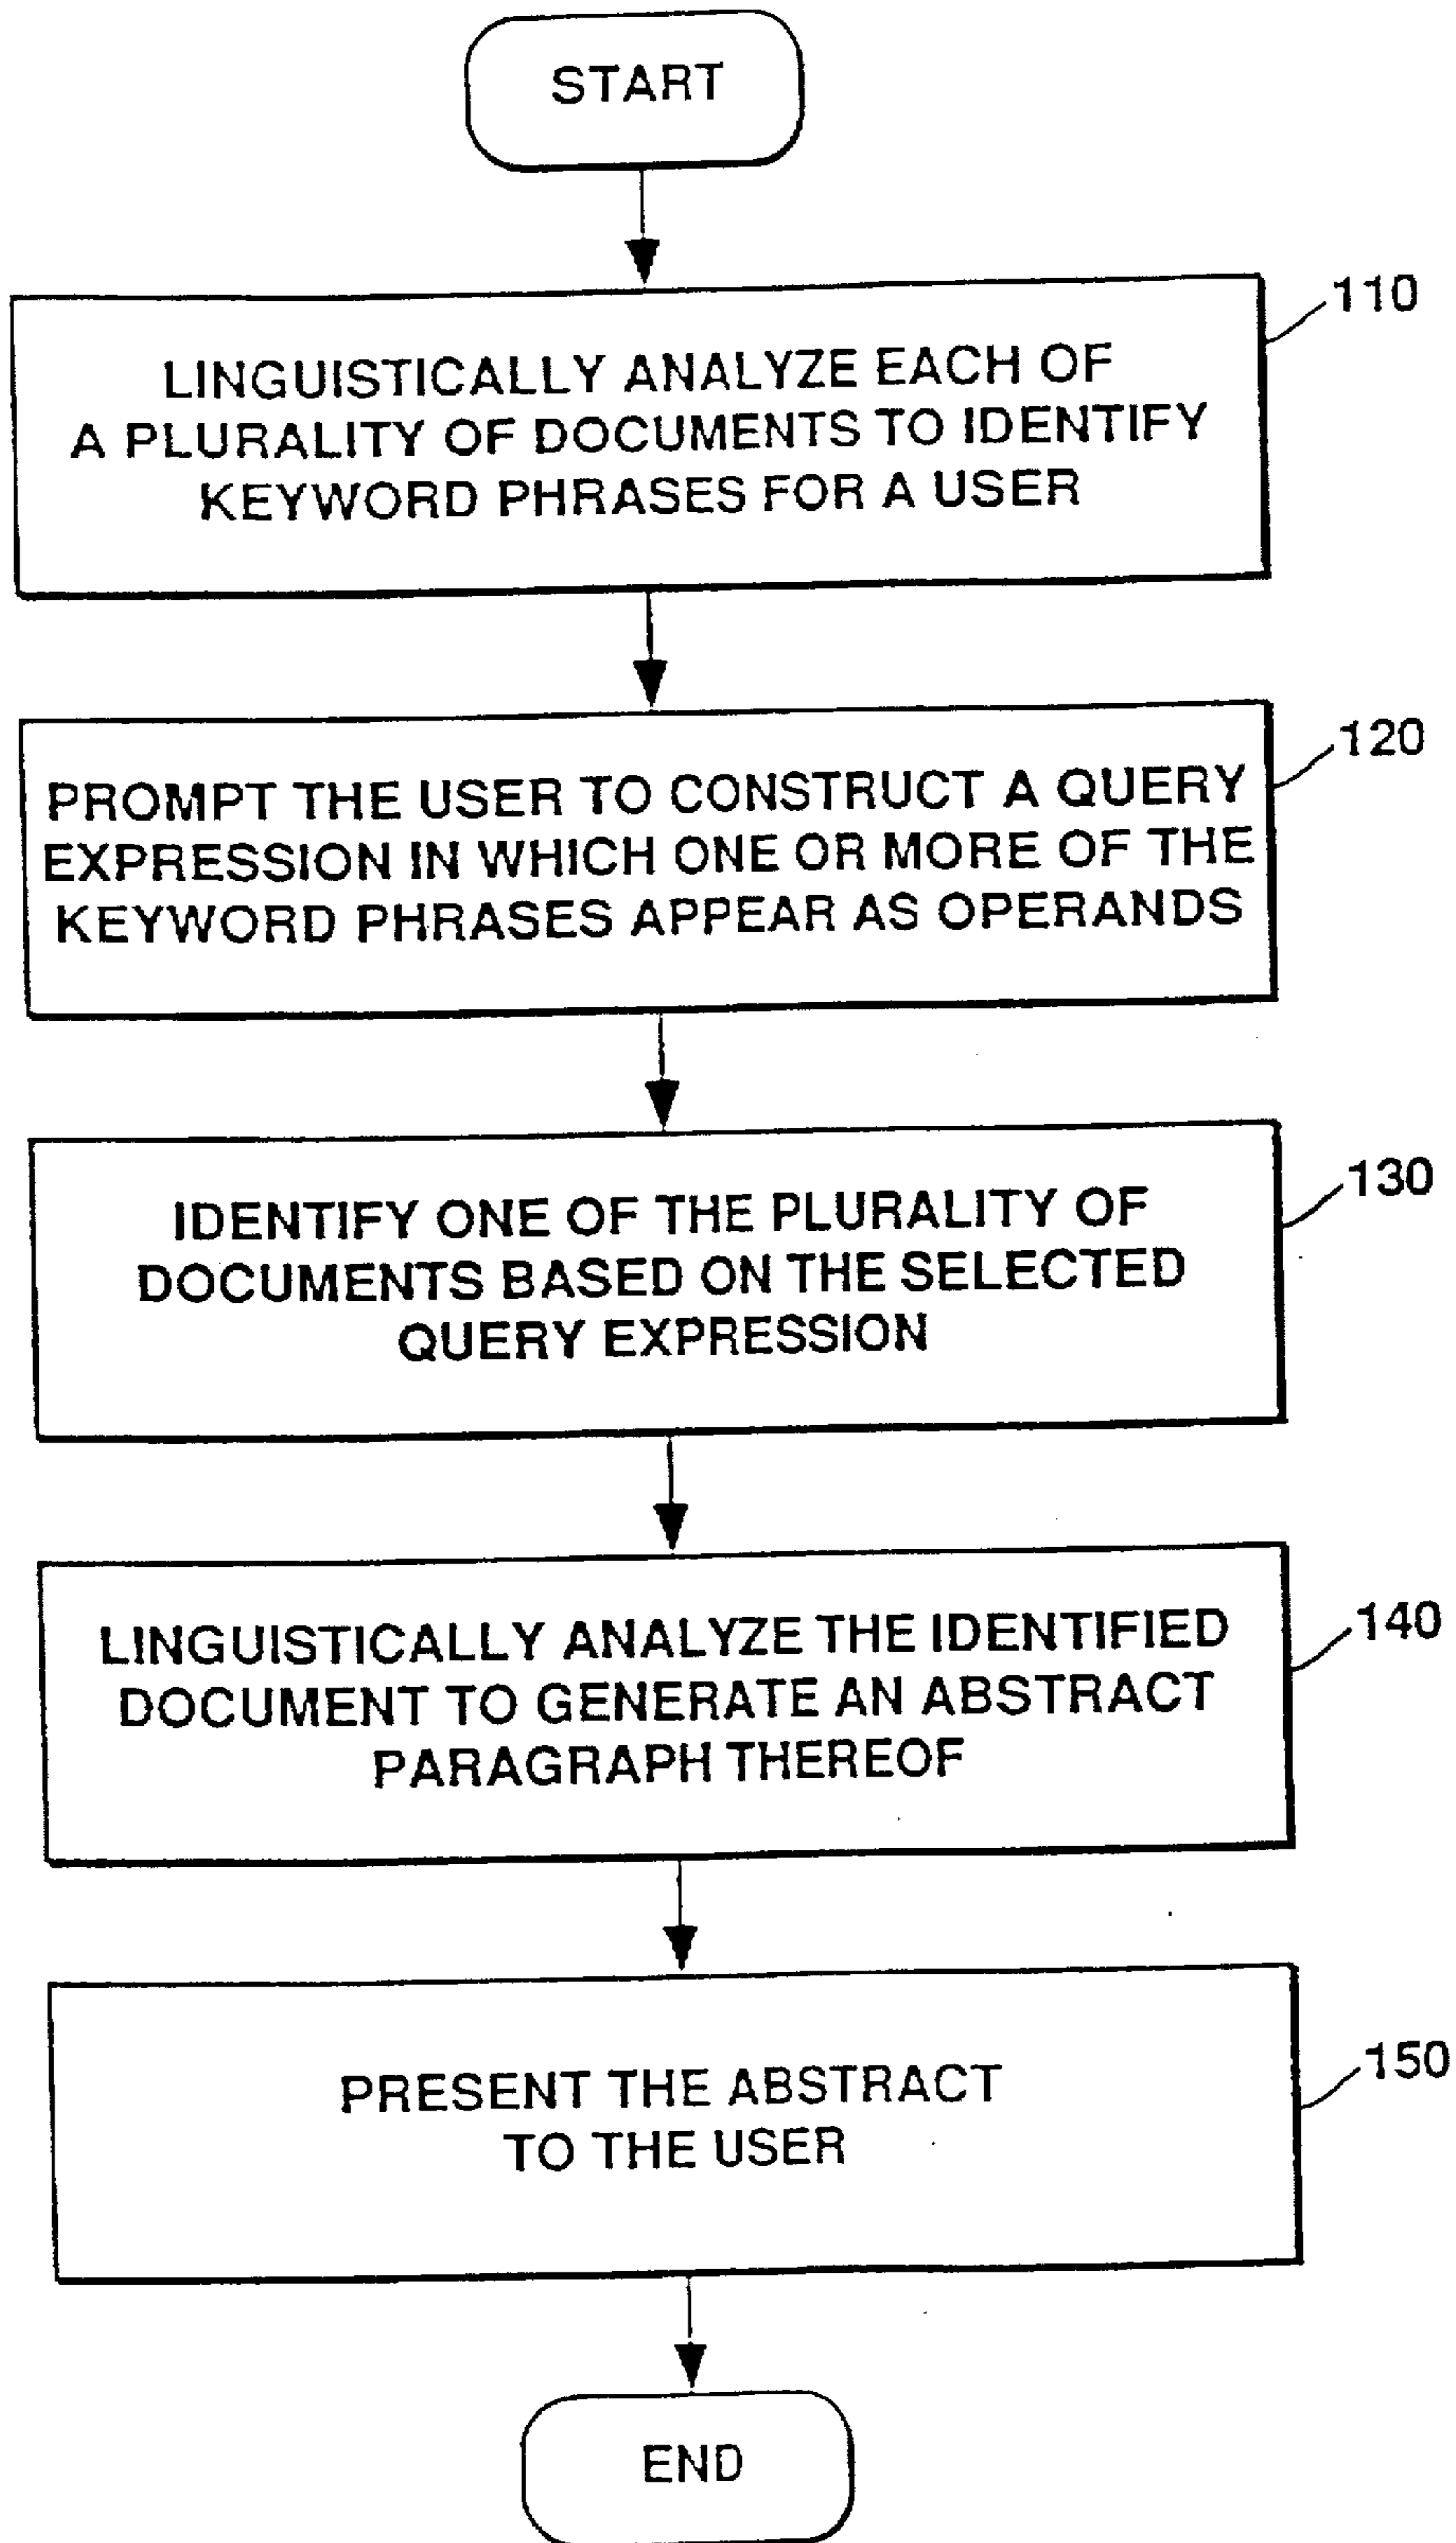 START
110
LINGUISTICALLY ANALYZE EACH OF
A PLURALITY OF DOCUMENTS TO IDENTIFY
KEYWORD PHRASES FOR A USER
120
PROMPT THE USER TO CONSTRUCT A QUERY
EXPRESSION IN WHICH ONE OR MORE OF THE
KEYWORD PHRASES APPEAR AS OPERANDS
130
IDENTIFY ONE OF THE PLURALITY OF
DOCUMENTS BASED ON THE SELECTED
QUERY EXPRESSION
140
LINGUISTICALLY ANALYZE THE IDENTIFIED
DOCUMENT TO GENERATE AN ABSTRACT
PARAGRAPH THEREOF
150
PRESENT THE ABSTRACT
TO THE USER
END